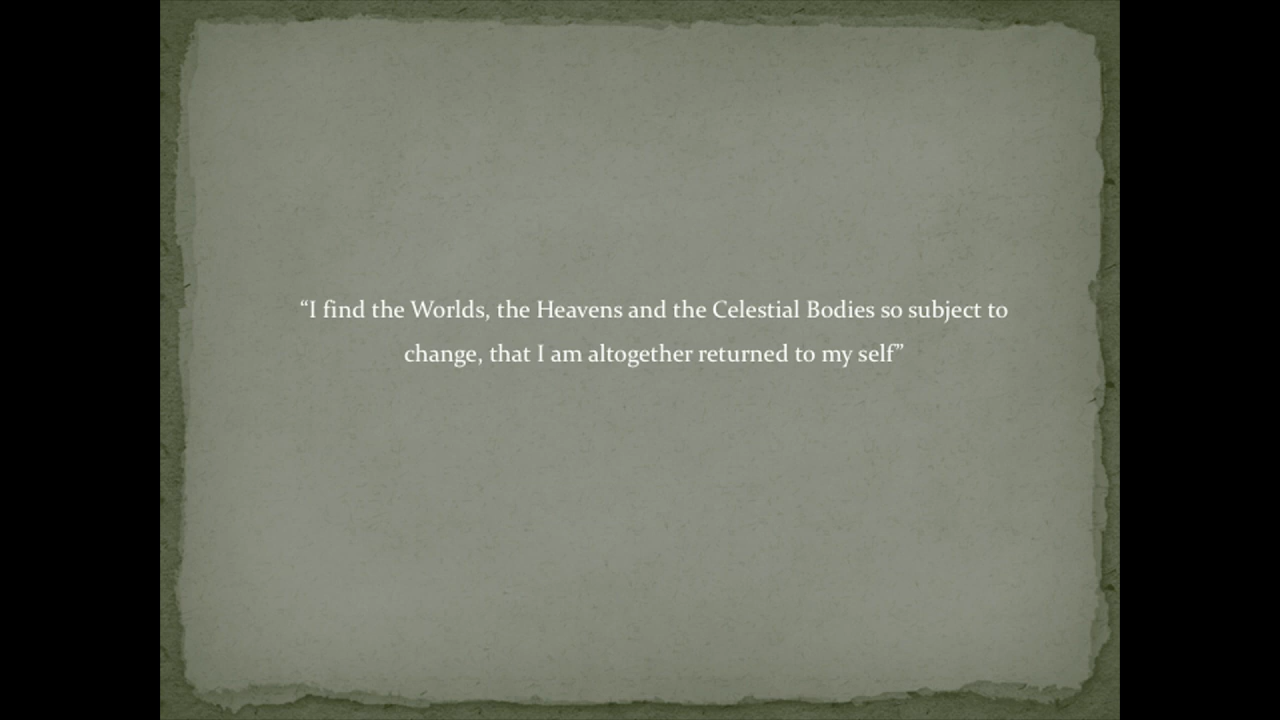 “I find the Worlds, the Heavens and the Celestial Bodies so subject to
change, that I am altogether returned to my self”